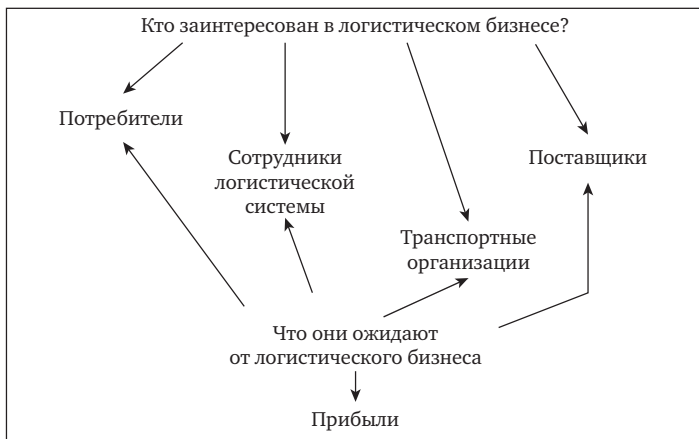 Кто заинтересован в логистическом бизнесе?
Потребители
Сотрудники
логистической
системы
Поставщики
Транспортные
организации
Что они ожидают
от логистического бизнеса
Прибыли